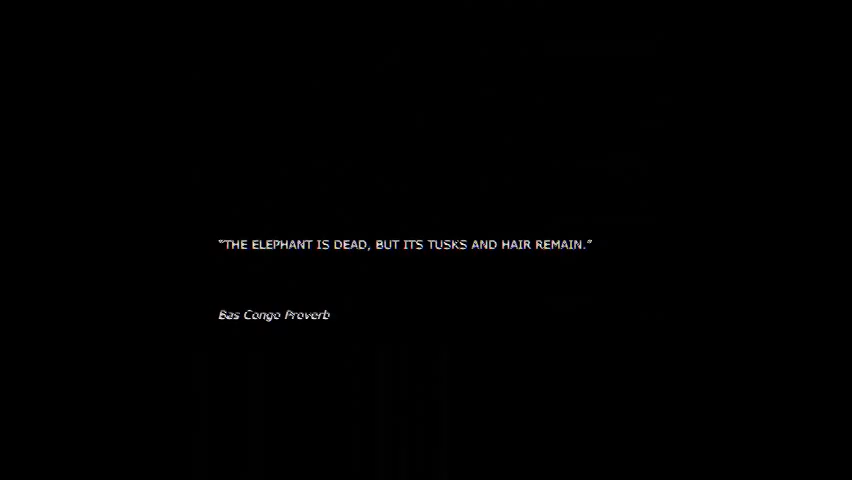 “THE ELEPHANT IS DEAD, BUT ITS TUSKS AND HAIR REMAIN.”
Bas Congo Proverb